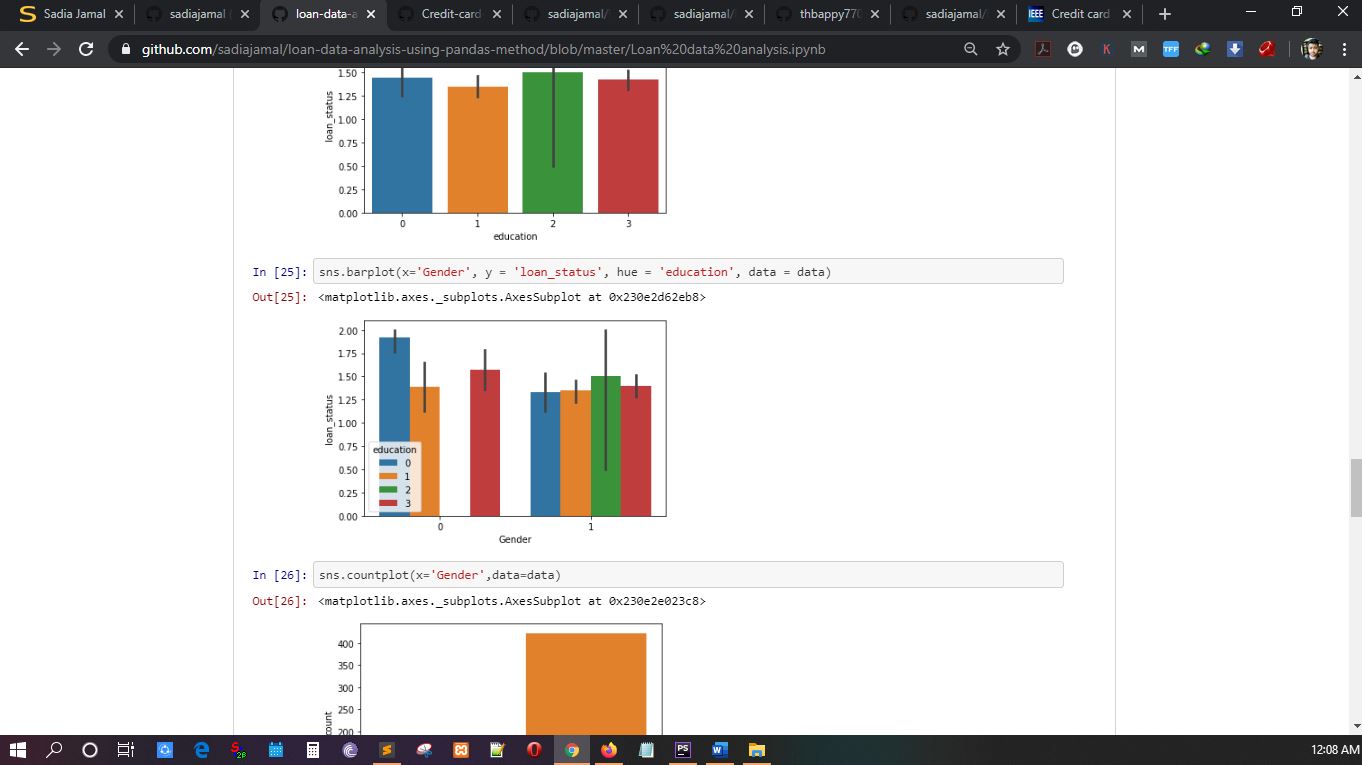 Sadia Jamal
sadiajamal
loan-data-a
Credit-card
sadiajamal/
sadiajamal/
thbappy770
sadiajamal/
IEEE Credit card
github.com/sadiajamal/loan-data-analysis-using-pandas-method/blob/master/Loan%20data%20analysis.ipynb
1.50
1.25
1.00
0.75
0.50
0.25
0.00
loan_status
0 1 2 3
education
In [25]: sns.barplot(x='Gender', y = 'loan_status', hue = 'education', data = data)
Out[25]: <matplotlib.axes._subplots.AxesSubplot at 0x230e2d62eb8>
2.00
1.75
1.50
1.25
1.00
0.75
0.50
0.25
0.00
loan_status
education
0
1
2
3
0 1
Gender
In [26]: sns.countplot(x='Gender',data=data)
Out[26]: <matplotlib.axes._subplots.AxesSubplot at 0x230e2e023c8>
400
350
300
250
200
count
12:08 AM